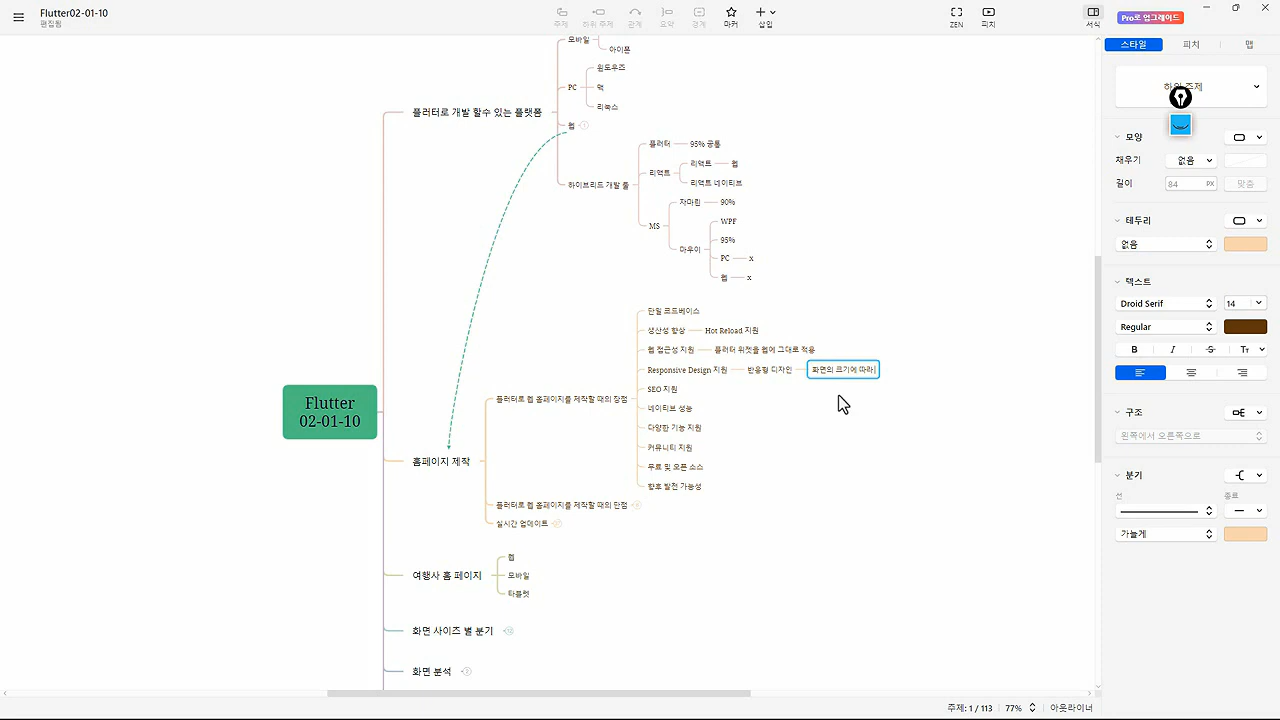 Flutter02-01-10
편집됨
주제
하위 주제
관계
요약
경계
마커
삽입
ZEN
피치
서식
Pro로 업그레이드
스타일
피치
맵
모바일
아이폰
PC
윈도우즈
맥
리눅스
플러터로 개발 할수 있는 플랫폼
웹
하이브리드 개발 툴
플러터
95% 공통
리액트
리액트
웹
리액트 네이티브
MS
자마린
90%
마우이
WPF
95%
PC
x
웹
x
Flutter
02-01-10
홈페이지 제작
플러터로 웹 홈페이지를 제작할 때의 장점
단일 코드베이스
생산성 향상
Hot Reload 지원
웹 접근성 지원
플러터 위젯을 웹에 그대로 적용
Responsive Design 지원
반응형 디자인
화면의 크기에 따라
SEO 지원
네이티브 성능
다양한 기능 지원
커뮤니티 지원
무료 및 오픈 소스
향후 발전 가능성
플러터로 웹 홈페이지를 제작할 때의 단점
실시간 업데이트
여행사 홈 페이지
웹
모바일
타블렛
화면 사이즈 별 분기
화면 분석
모양
채우기
없음
길이
84 PX
맞춤
테두리
없음
텍스트
Droid Serif
14
Regular
B I S Tт
구조
왼쪽에서 오른쪽으로
분기
선
종료
가늘게
주제: 1 / 113
77%
아웃라이너